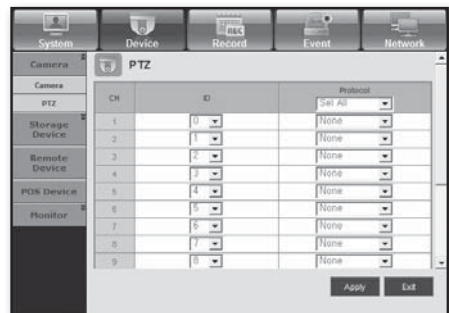 System Device Record Event Network
Camera
PTZ
Camera
PTZ
Storage Device
Remote Device
POS Device
Monitor
CH ID Protocol
Set All
1 0 None
2 1 None
3 2 None
4 3 None
5 4 None
6 5 None
7 6 None
8 7 None
9 8 None
Apply Exit